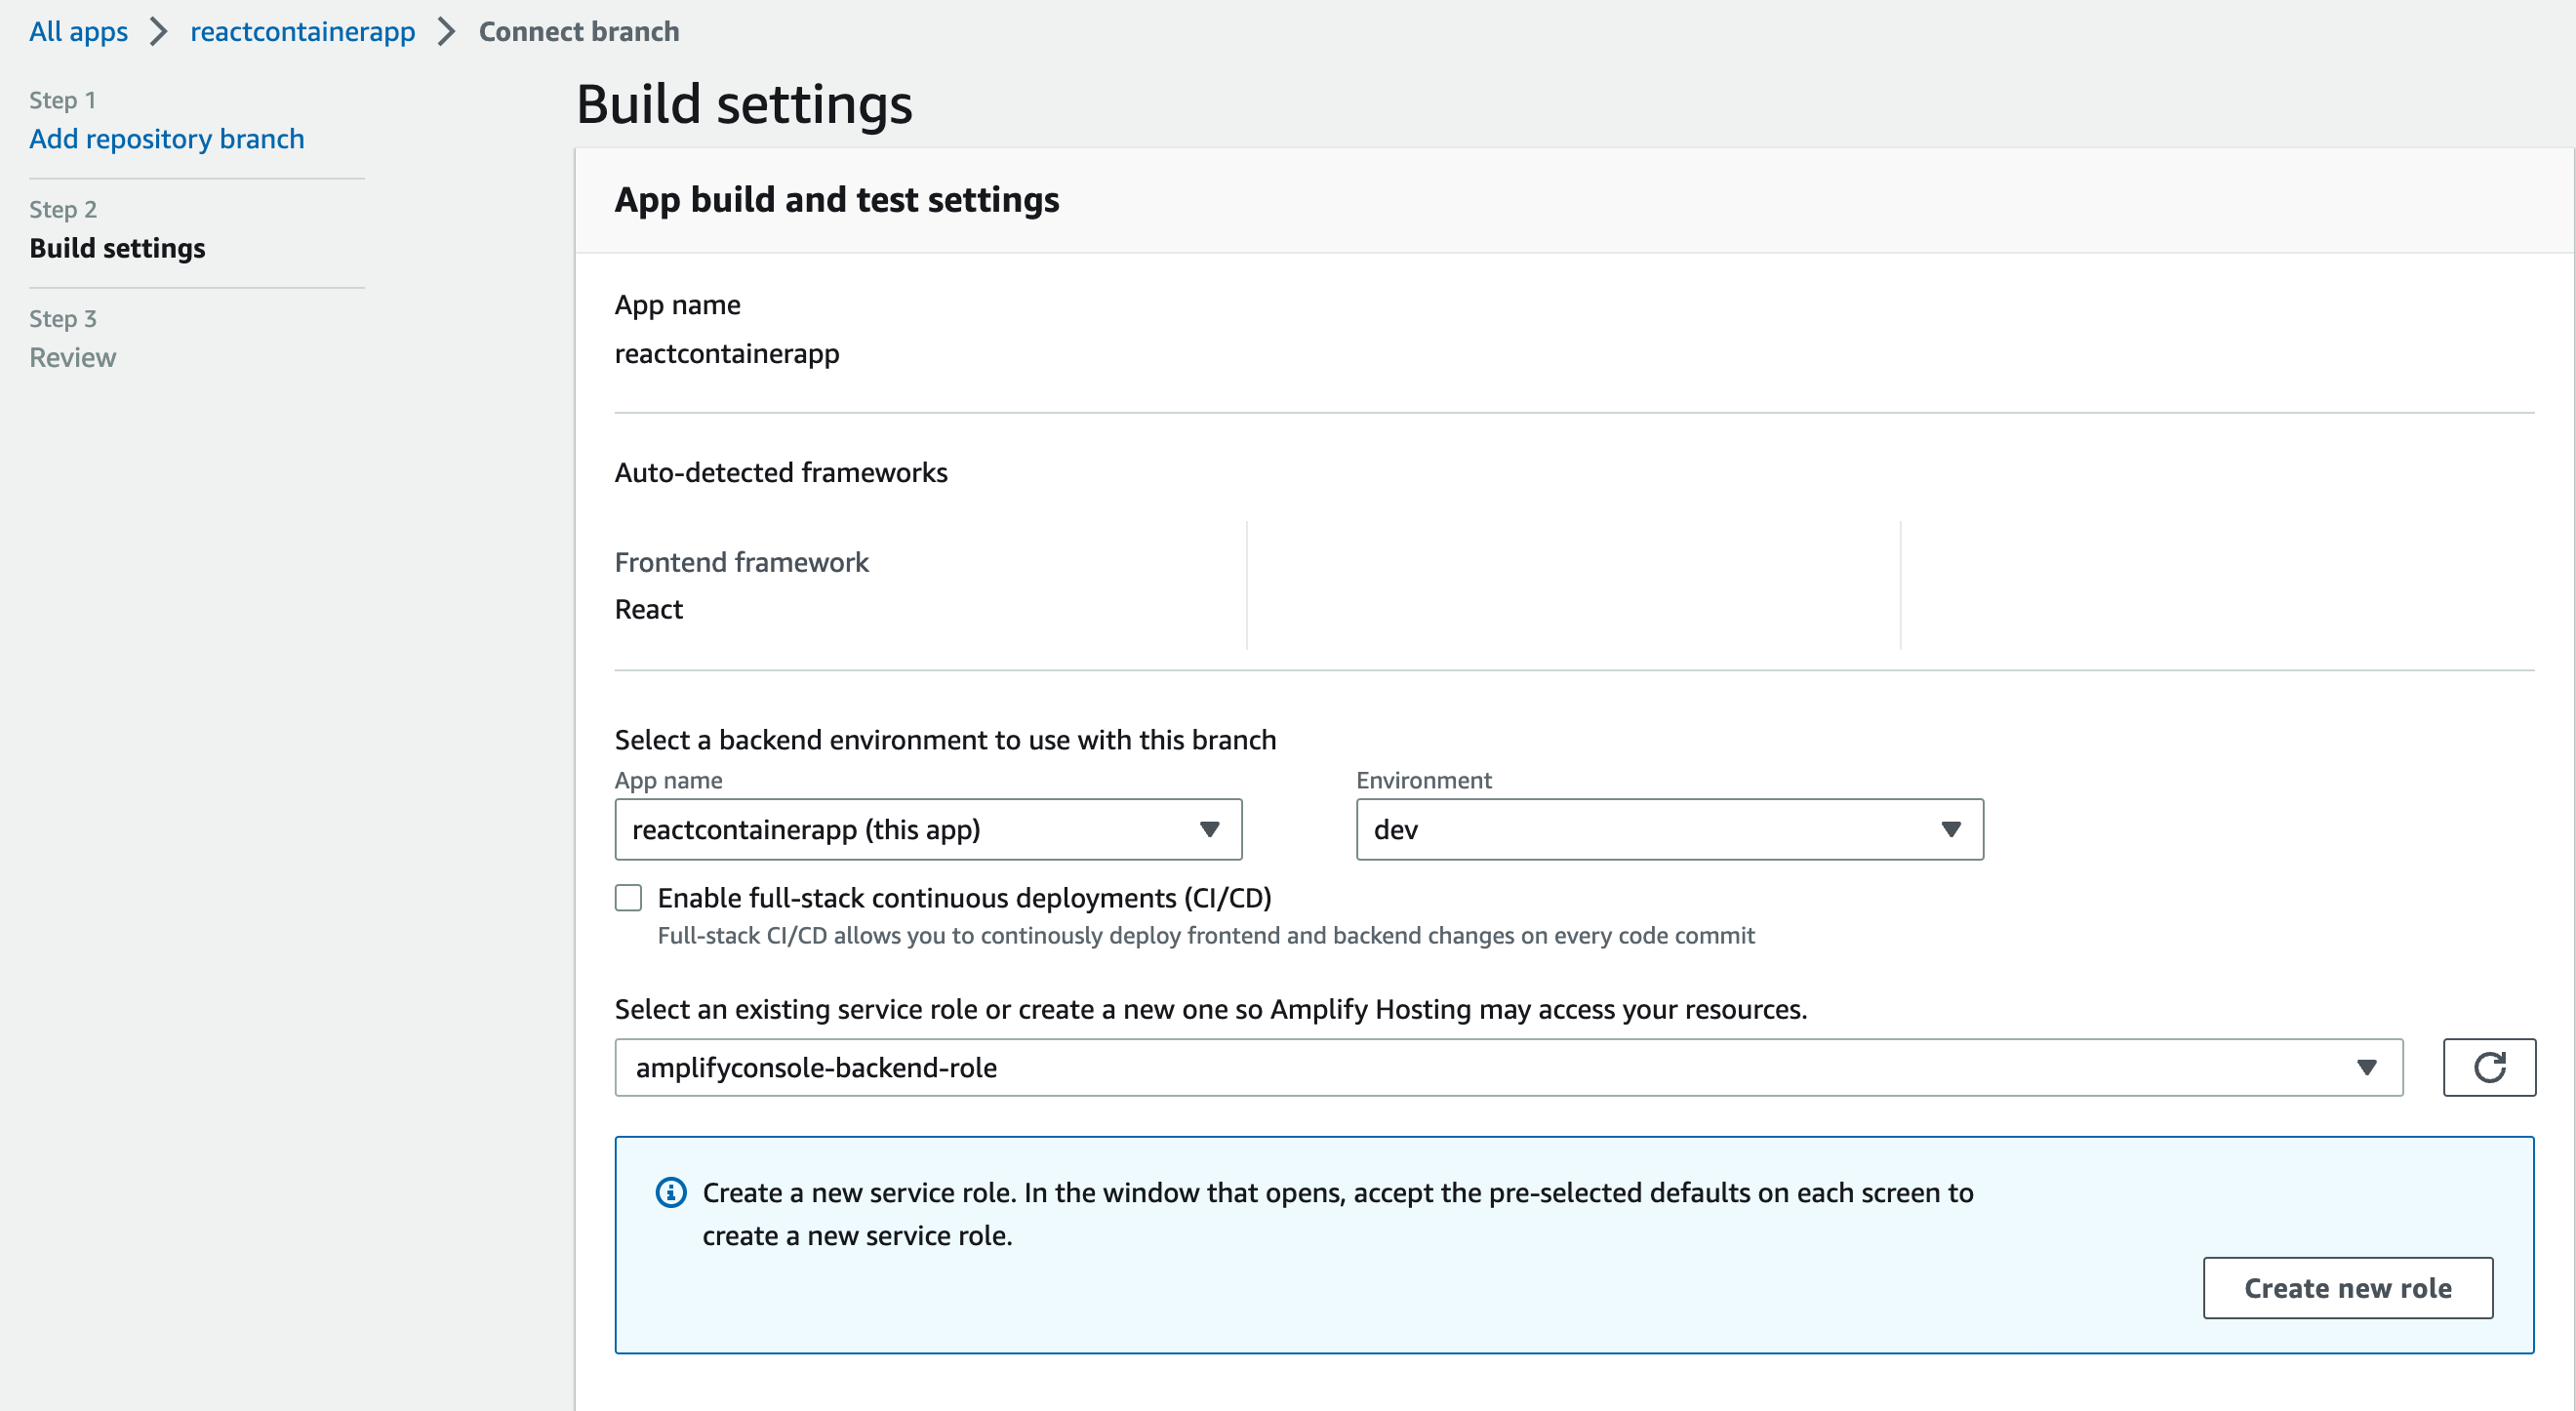 All apps > reactcontainerapp > Connect branch
Step 1
Add repository branch
Step 2
Build settings
Step 3
Review
Build settings
App build and test settings
App name
reactcontainerapp
Auto-detected frameworks
Frontend framework
React
Select a backend environment to use with this branch
App name
Environment
reactcontainerapp (this app)
dev
Enable full-stack continuous deployments (CI/CD)
Full-stack CI/CD allows you to continously deploy frontend and backend changes on every code commit
Select an existing service role or create a new one so Amplify Hosting may access your resources.
amplifyconsole-backend-role
Create a new service role. In the window that opens, accept the pre-selected defaults on each screen to
create a new service role.
Create new role